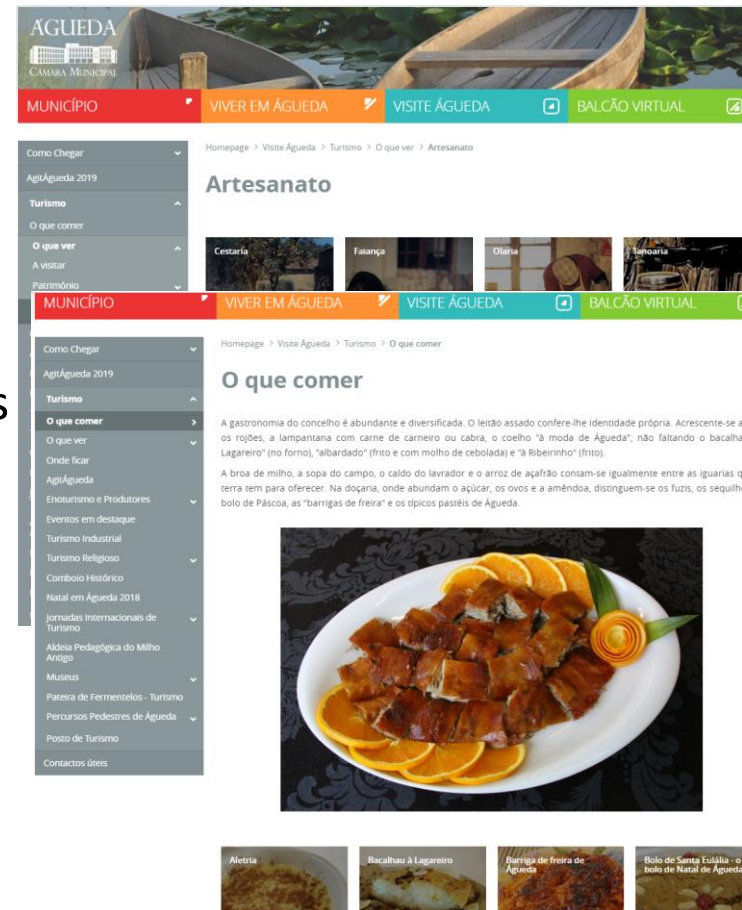 ÁGUEDA
CÂMARA MUNICIPAL
MUNICÍPIO
VIVER EM ÁGUEDA
VISITE ÁGUEDA
BALCÃO VIRTUAL
Como Chegar
AgitÁgueda 2019
Turismo
O que comer
O que ver
A visitar
Património
Homepage > Visite Águeda > Turismo > O que ver > Artesanato
Artesanato
Cestaria
Faiança
Olaria
Tanoaria
s
MUNICÍPIO
VIVER EM ÁGUEDA
VISITE ÁGUEDA
BALCÃO VIRTUAL
Como Chegar
AgitÁgueda 2019
Turismo
O que comer
O que ver
Onde ficar
AgitÁgueda
Enoturismo e Produtores
Eventos em destaque
Turismo Industrial
Turismo Religioso
Comboio Histórico
Natal em Águeda 2018
Jornadas Internacionais de
Turismo
Aldeia Pedagógica do Milho
Antigo
Museus
Pateira de Fermentelos - Turismo
Percursos Pedestres de Águeda
Posto de Turismo
Contactos úteis
Homepage > Visite Águeda > Turismo > O que comer
O que comer
A gastronomia do concelho é abundante e diversificada. O leitão assado confere-lhe identidade própria. Acrescente-se a
os rojões, a lampantana com carne de carneiro ou cabra, o coelho "à moda de Águeda", não faltando o bacalha
Lagareiro" (no forno), "albardado" (frito e com molho de cebolada) e "à Ribeirinho" (frito).
A broa de milho, a sopa do campo, o caldo do lavrador e o arroz de açafrão contam-se igualmente entre as iguarias q
terra tem para oferecer. Na doçaria, onde abundam o açúcar, os ovos e a amêndoa, distinguem-se os fuzis, os sequilh
bolo de Páscoa, as "barrigas de freira" e os típicos pastéis de Águeda.
Aletria
Bacalhau à Lagareiro
Barriga de freira de
Águeda
Bolo de Santa Eulália - o
bolo de Natal de Águeda